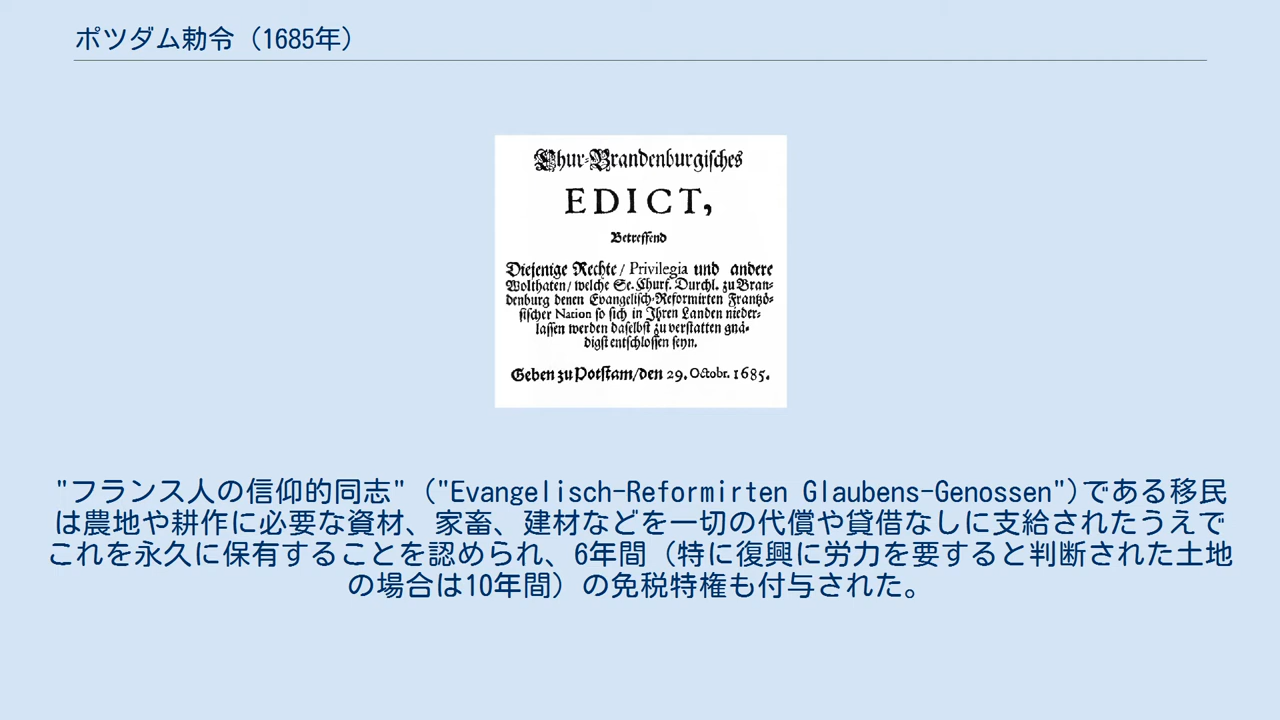 ポツダム勅令（1685年）
Chur-Brandenburgisches
EDICT,
Betreffend
Diejenige Rechte / Privilegia und andere
Wolthaten / welche Se. Churf. Durchl. zu Bran-
denburg denen Evangelisch-Reformirten Frantzö-
sischer Nation so sich in Ihren Landen nieder-
lassen werden daselbst zu verstatten gnä-
digst entschlossen seyn.
Geben zu Potstam/den 29. Octobr. 1685.
"フランス人の信仰的同志"（"Evangelisch-Reformirten Glaubens-Genossen")である移民
は農地や耕作に必要な資材、家畜、建材などを一切の代償や貸借なしに支給されたうえで
これを永久に保有することを認められ、6年間（特に復興に労力を要すると判断された土地
の場合は10年間）の免税特権も付与された。